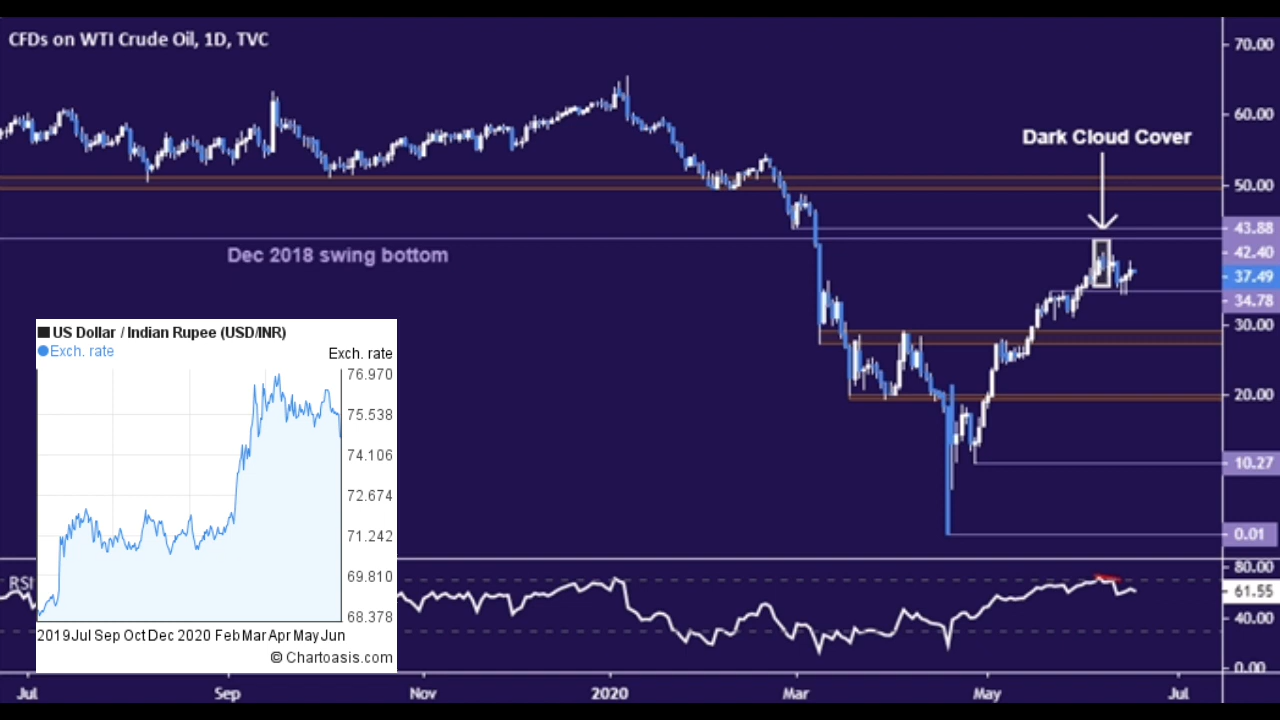 CFDs on WTI Crude Oil, 1D, TVC
70.00
60.00
Dark Cloud Cover
50.00
43.88
Dec 2018 swing bottom
42.40
37.49
34.78
30.00
20.00
10.27
0.01
US Dollar / Indian Rupee (USD/INR)
Exch. rate
Exch. rate
76.970
75.538
74.106
72.674
71.242
69.810
68.378
2019 Jul Sep Oct Dec 2020 Feb Mar Apr May Jun
© Chartoasis.com
RSI
80.00
61.55
40.00
0.00
Jul Sep Nov 2020 Mar May Jul